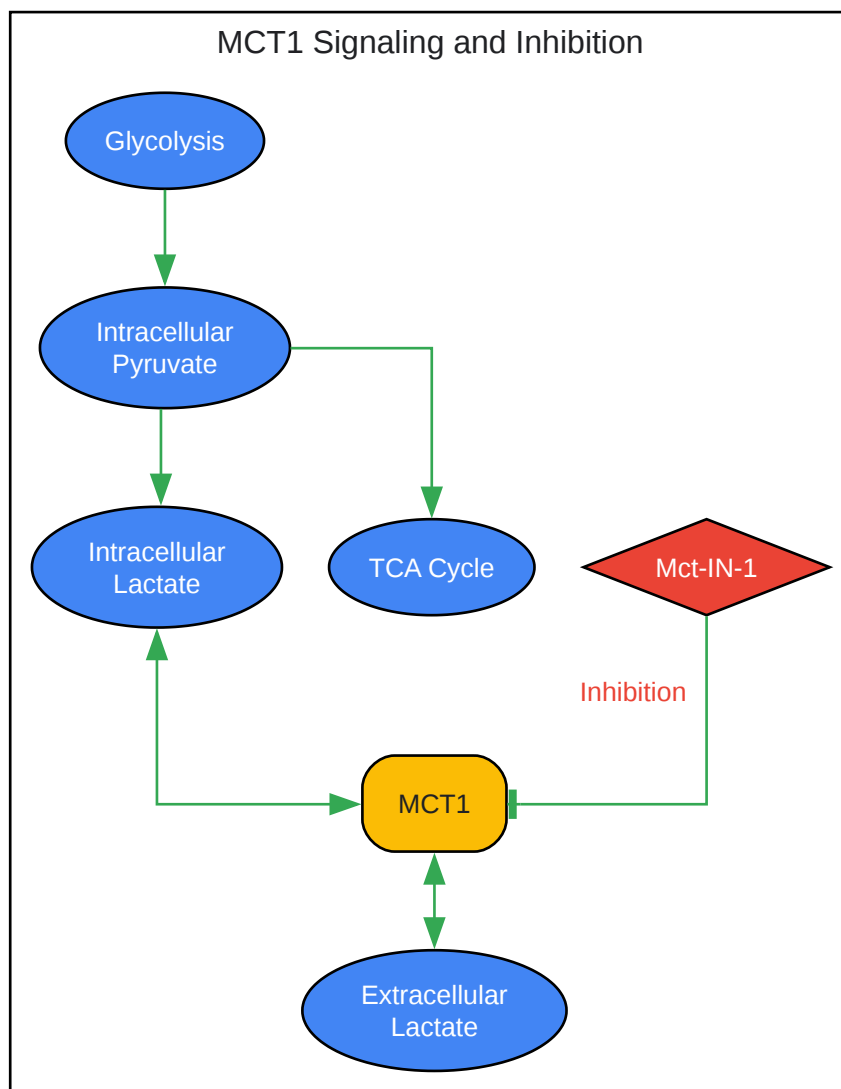 MCT1 Signaling and Inhibition
Glycolysis
Intracellular
Pyruvate
Intracellular
Lactate
TCA Cycle
Mct-IN-1
Inhibition
MCT1
Extracellular
Lactate